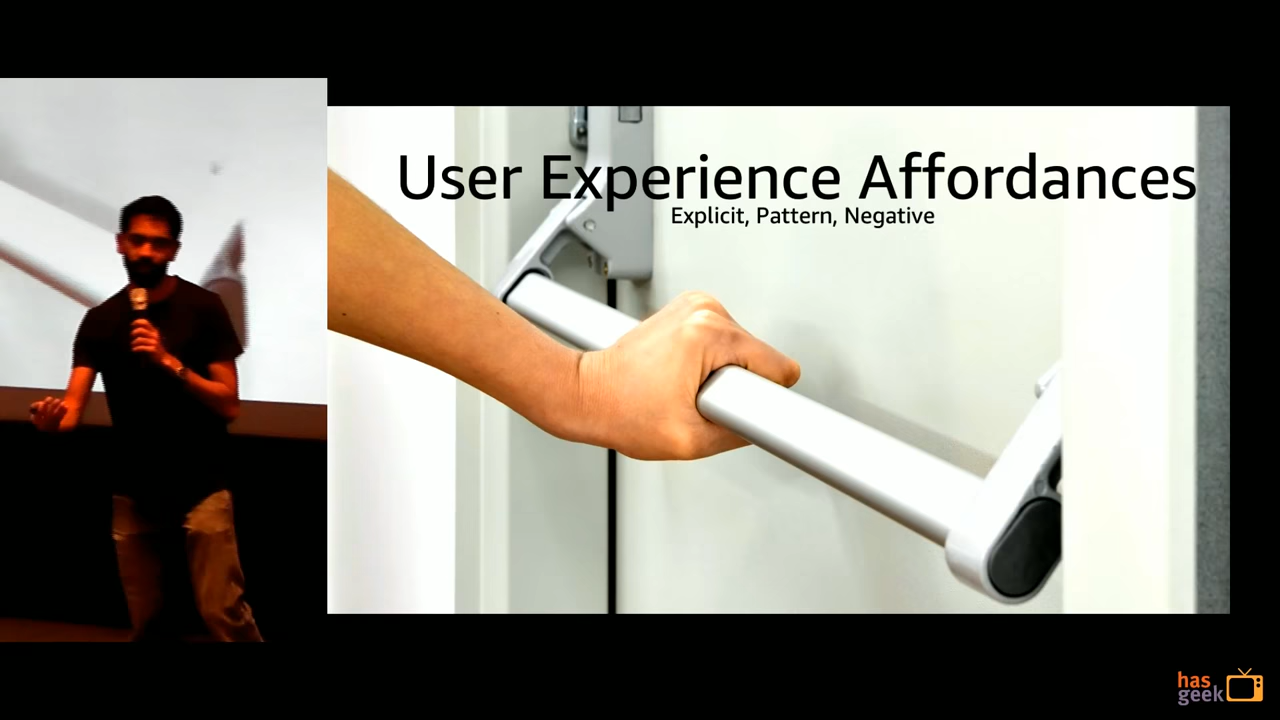 User Experience Affordances
Explicit, Pattern, Negative
has
geek